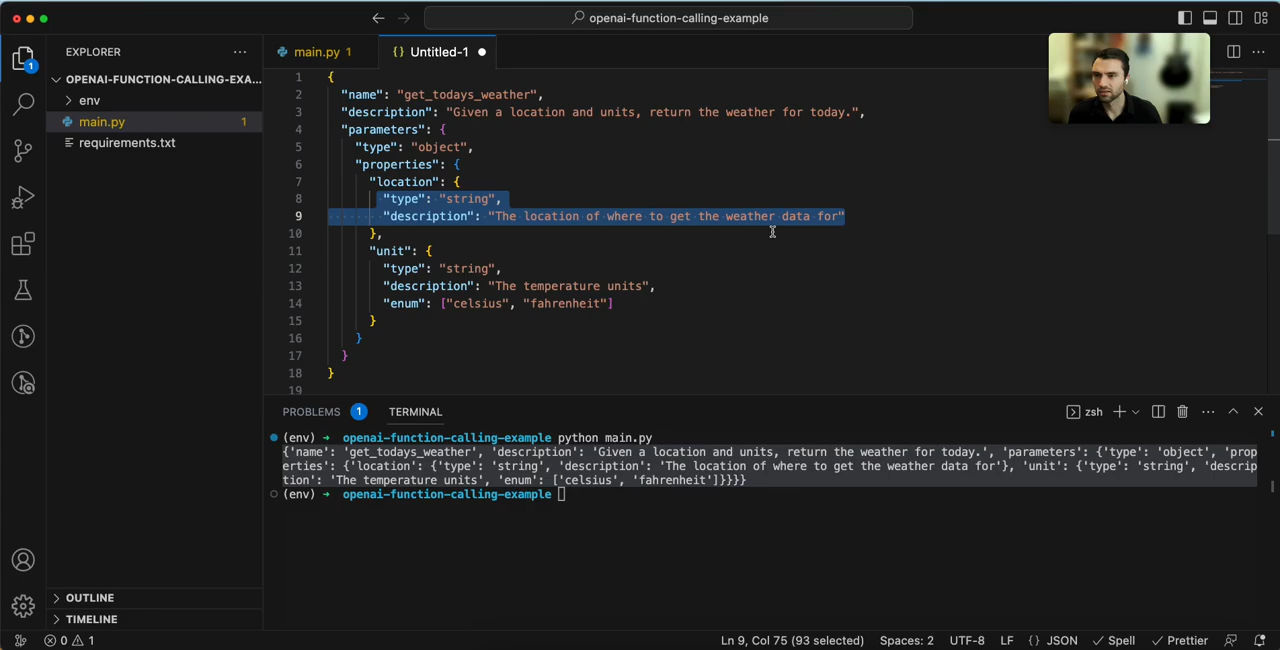 openai-function-calling-example
EXPLORER
main.py 1
Untitled-1
OPENAI-FUNCTION-CALLING-EXA...
env
main.py 1
requirements.txt
1 {
2 "name": "get_todays_weather",
3 "description": "Given a location and units, return the weather for today.",
4 "parameters": {
5 "type": "object",
6 "properties": {
7 "location": {
8 "type": "string",
9 "description": "The location of where to get the weather data for"
10 },
11 "unit": {
12 "type": "string",
13 "description": "The temperature units",
14 "enum": ["celsius", "fahrenheit"]
15 }
16 }
17 }
18 }
19
PROBLEMS 1 TERMINAL
zsh
(env) → openai-function-calling-example python main.py
{'name': 'get_todays_weather', 'description': 'Given a location and units, return the weather for today.', 'parameters': {'type': 'object', 'prop
erties': {'location': {'type': 'string', 'description': 'The location of where to get the weather data for'}, 'unit': {'type': 'string', 'descrip
tion': 'The temperature units', 'enum': ['celsius', 'fahrenheit']}}}}
(env) → openai-function-calling-example
1
OUTLINE
TIMELINE
0 1
Ln 9, Col 75 (93 selected) Spaces: 2 UTF-8 LF {} JSON Spell Prettier